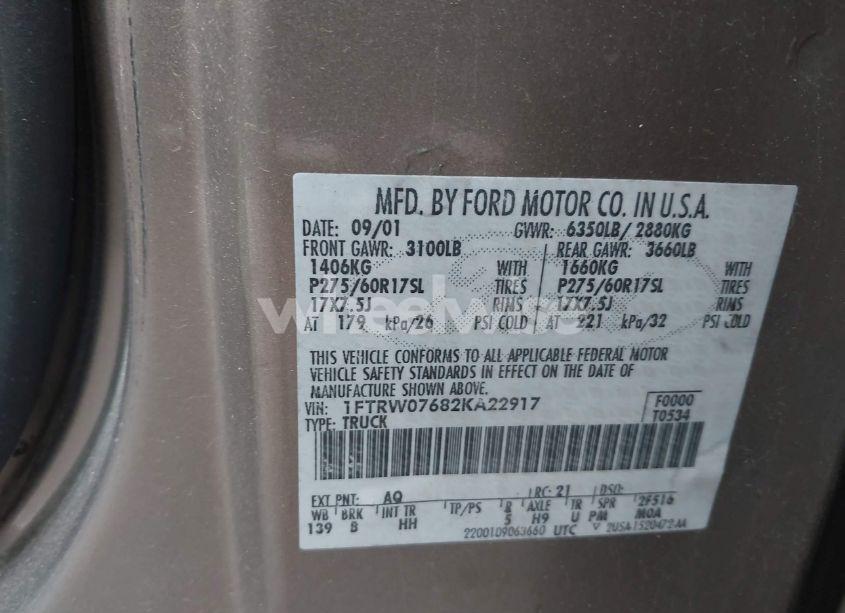 MFD. BY FORD MOTOR CO. IN U.S.A.
DATE: 09/01 GVWR: 6350LB/ 2880KG
FRONT GAWR: 3100LB REAR GAWR: 3660LB
1406KG WITH 1660KG WITH
P275/60R17SL TIRES P275/60R17SL TIRES
17X7.5J RIMS 17X7.5J RIMS
AT 179 kPa/26 PSI COLD AT 221 kPa/32 PSI COLD
THIS VEHICLE CONFORMS TO ALL APPLICABLE FEDERAL MOTOR
VEHICLE SAFETY STANDARDS IN EFFECT ON THE DATE OF
MANUFACTURE SHOWN ABOVE.
VIN: 1FTRW07682KA22917 F0000
TYPE: TRUCK T0534
EXT PNT: AQ RC: 21 DSO:
WB BRK INT TR TP/PS R AXLE TR SPR 2F516
139 B HH 5 H9 U PM MOA
2200109063660 UTC